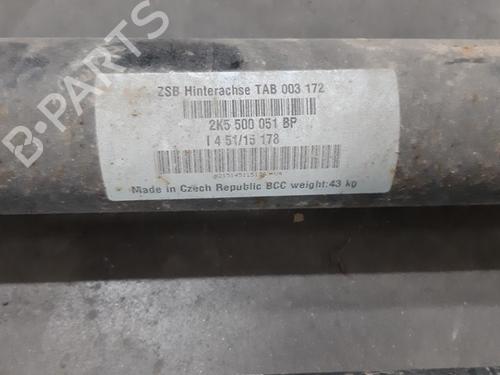 ZSB Hinterachse TAB 003 172
2K5 500 051 BP
I 4 51/15 178
Made in Czech Republic BCC weight:43 kg
B-PARTS